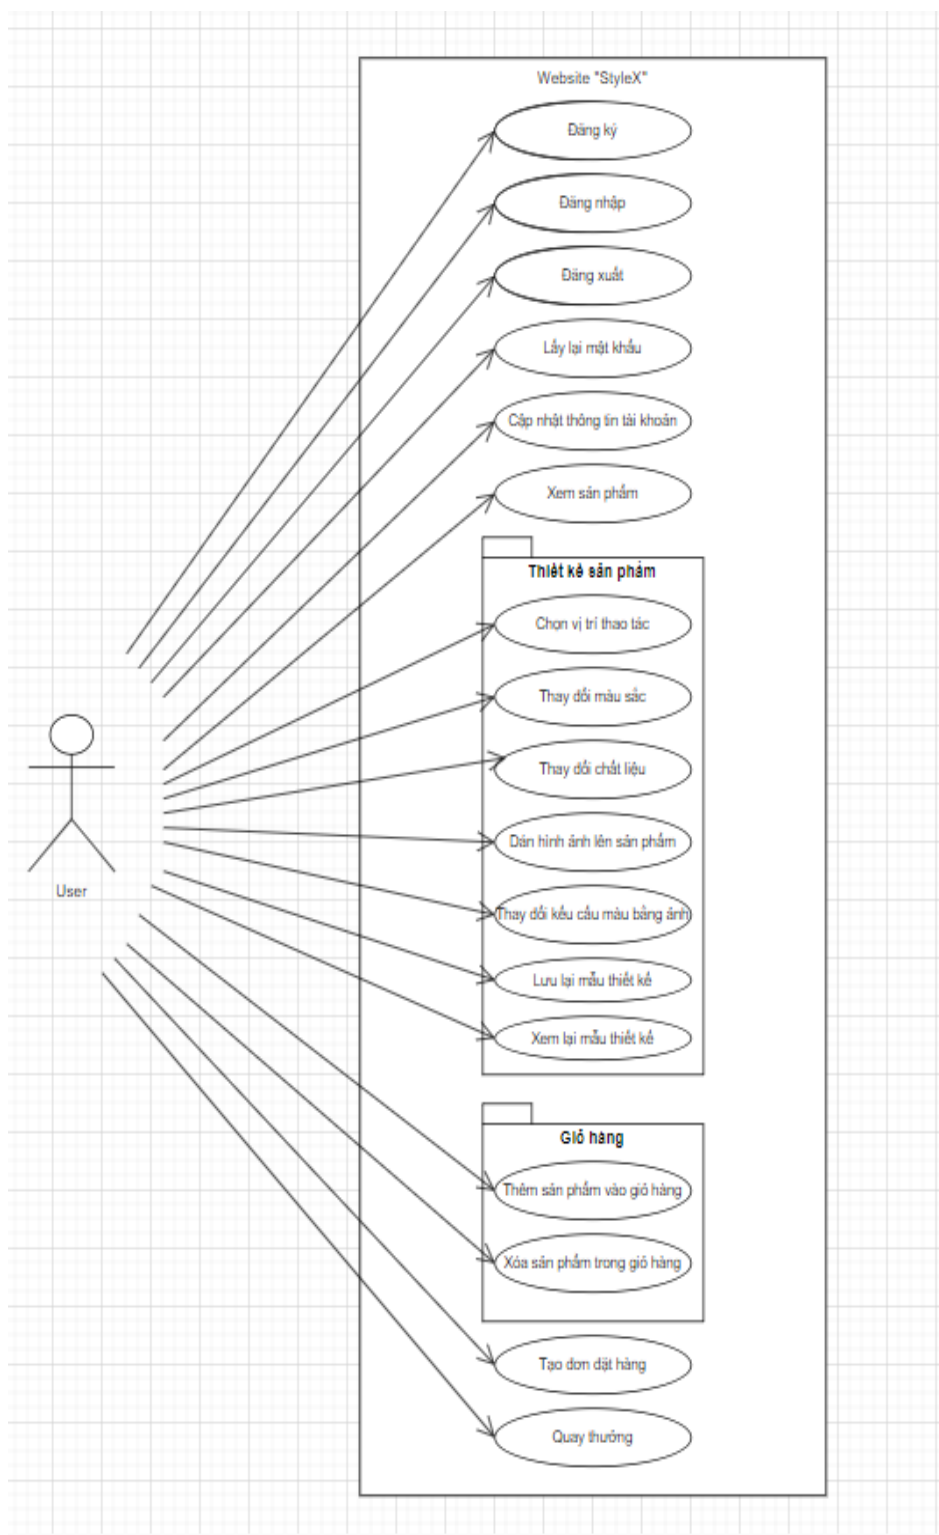 Website "StyleX"
Đăng ký
Đăng nhập
Đăng xuất
Lấy lại mật khẩu
Cập nhật thông tin tài khoản
Xem sản phẩm
Thiết kế sản phẩm
Chọn vị trí thao tác
Thay đổi màu sắc
Thay đổi chất liệu
Dán hình ảnh lên sản phẩm
User
Thay đổi kếu cấu màu bằng ảnh
Lưu lại mẫu thiết kế
Xem lại mẫu thiết kế
Giỏ hàng
Thêm sản phẩm vào giỏ hàng
Xóa sản phẩm trong giỏ hàng
Tạo đơn đặt hàng
Quay thưởng